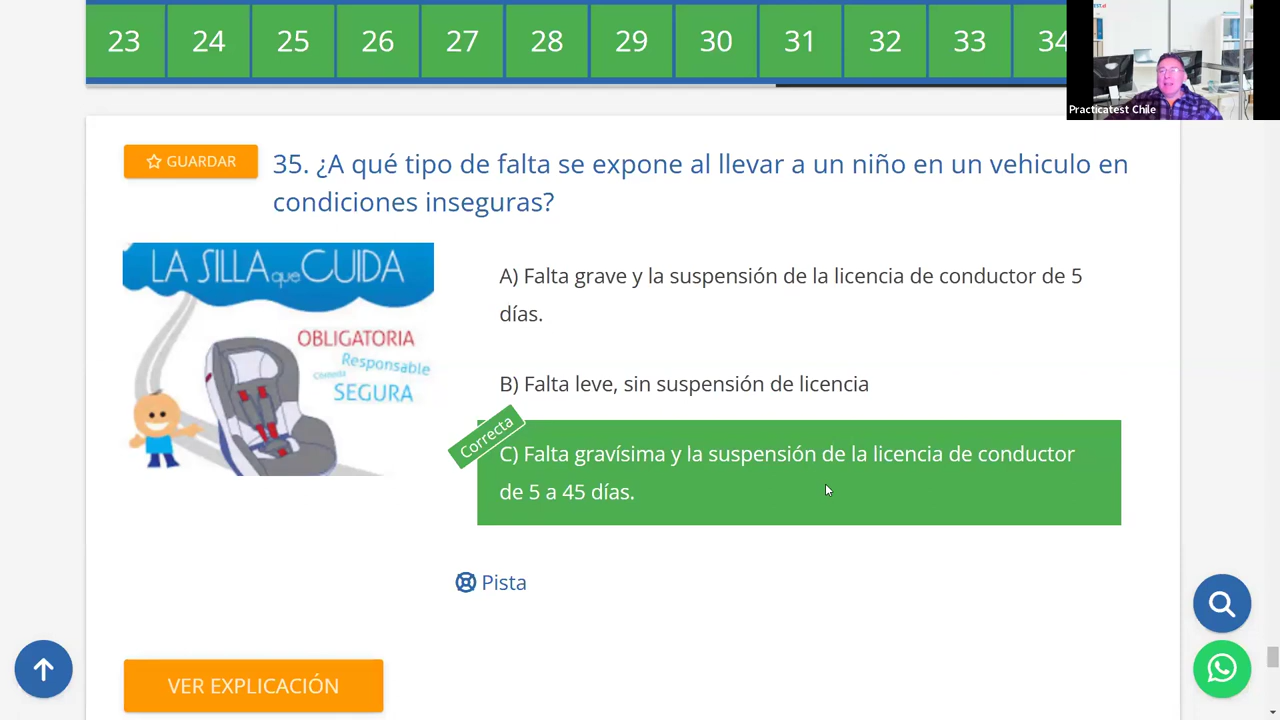 23 24 25 26 27 28 29 30 31 32 33 34
Practicatest Chile
GUARDAR
35. ¿A qué tipo de falta se expone al llevar a un niño en un vehiculo en
condiciones inseguras?
LA SILLA que CUIDA
OBLIGATORIA
Responsable
Cómoda
SEGURA
A) Falta grave y la suspensión de la licencia de conductor de 5
días.
B) Falta leve, sin suspensión de licencia
Correcta
C) Falta gravísima y la suspensión de la licencia de conductor
de 5 a 45 días.
Pista
VER EXPLICACIÓN